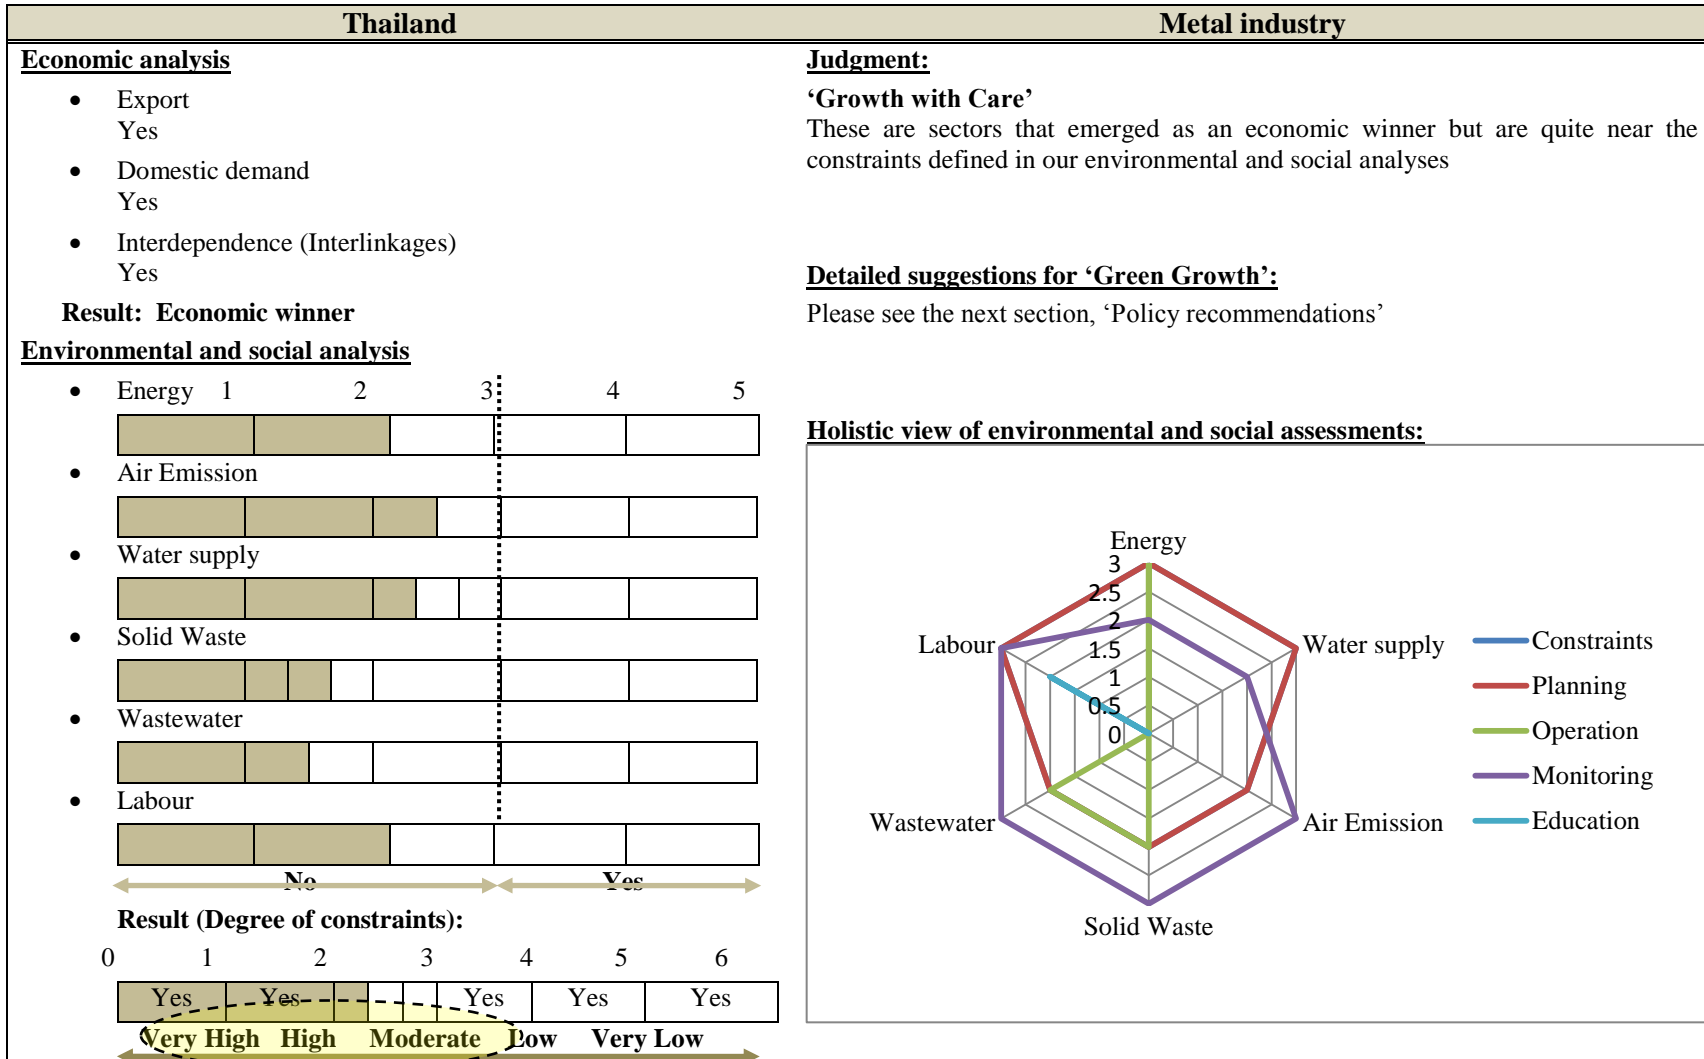 Thailand
Metal industry
Economic analysis
• Export
Yes
• Domestic demand
Yes
• Interdependence (Interlinkages)
Yes
Result: Economic winner
Environmental and social analysis
• Energy 1 2 3 4 5
• Air Emission
• Water supply
• Solid Waste
• Wastewater
• Labour
No Yes
Result (Degree of constraints):
0 1 2 3 4 5 6
Yes Yes Yes Yes Yes
Very High High Moderate Low Very Low
Judgment:
‘Growth with Care’
These are sectors that emerged as an economic winner but are quite near the
constraints defined in our environmental and social analyses
Detailed suggestions for ‘Green Growth’:
Please see the next section, ‘Policy recommendations’
Holistic view of environmental and social assessments:
Energy
3
2.5
2
1.5
1
0.5
0
Labour
Water supply
Wastewater
Air Emission
Solid Waste
Constraints
Planning
Operation
Monitoring
Education